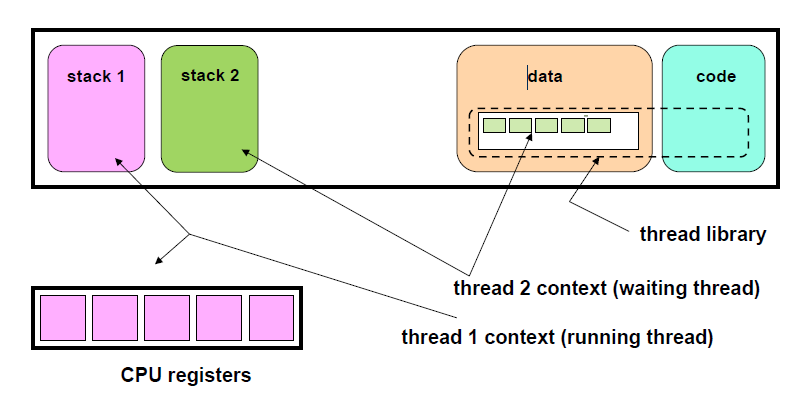 stack 1
stack 2
data
code
thread library
thread 2 context (waiting thread)
thread 1 context (running thread)
CPU registers